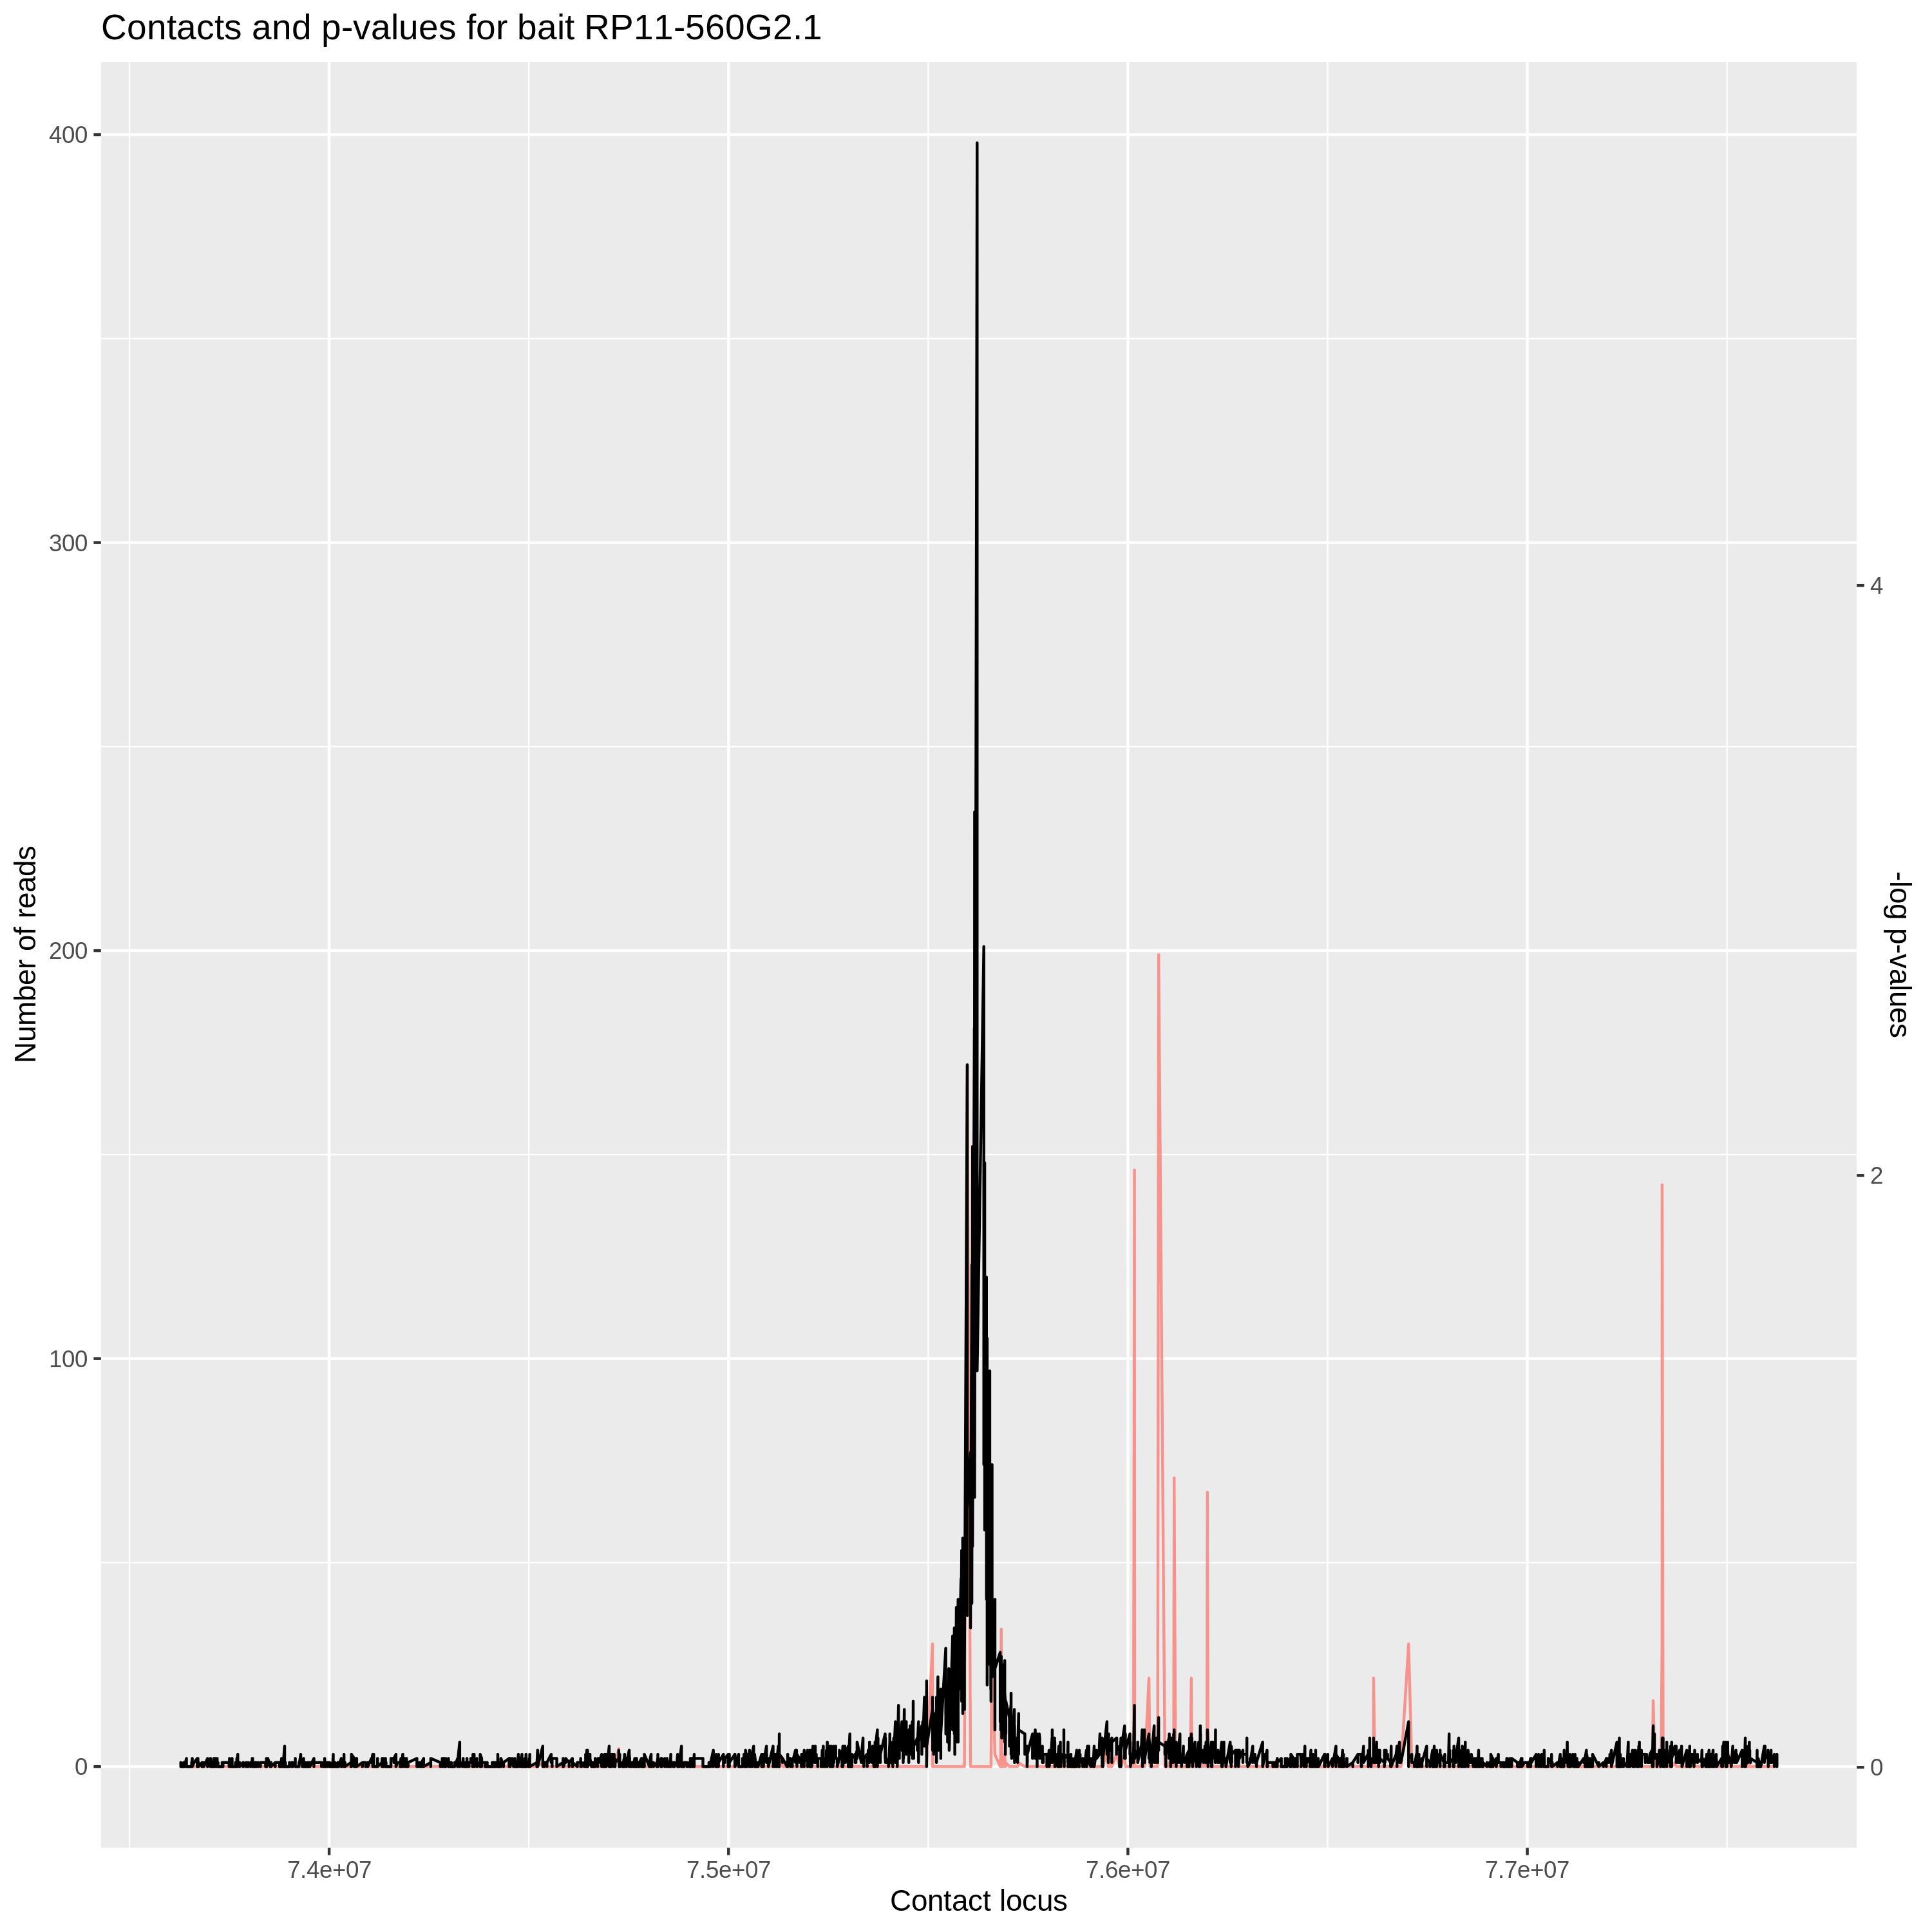 Contacts and p-values for bait RP11-560G2.1
400
300
200
100
0
Number of reads
4
2
0
-log p-values
7.4e+07 7.5e+07 7.6e+07 7.7e+07
Contact locus